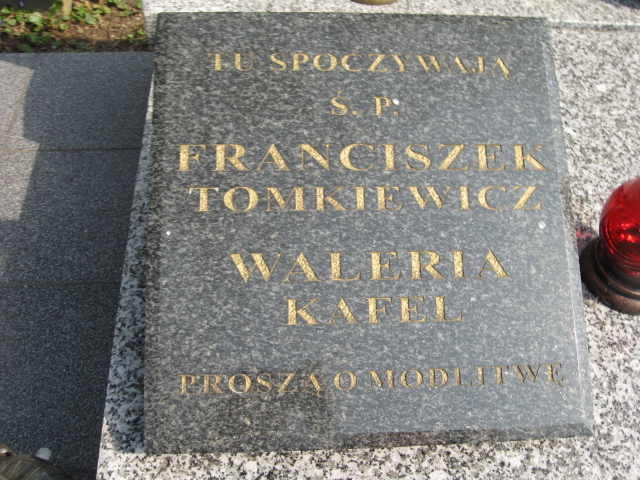 TU SPOCZYWAJĄ
Ś. P.
FRANCISZEK
TOMKIEWICZ
WALERIA
KAFEL
PROSZĄ O MODLITWĘ